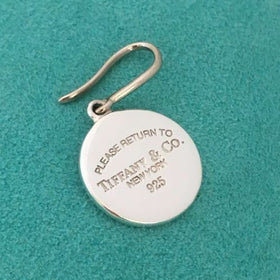 PLEASE RETURN TO
TIFFANY & CO.
NEW YORK
925